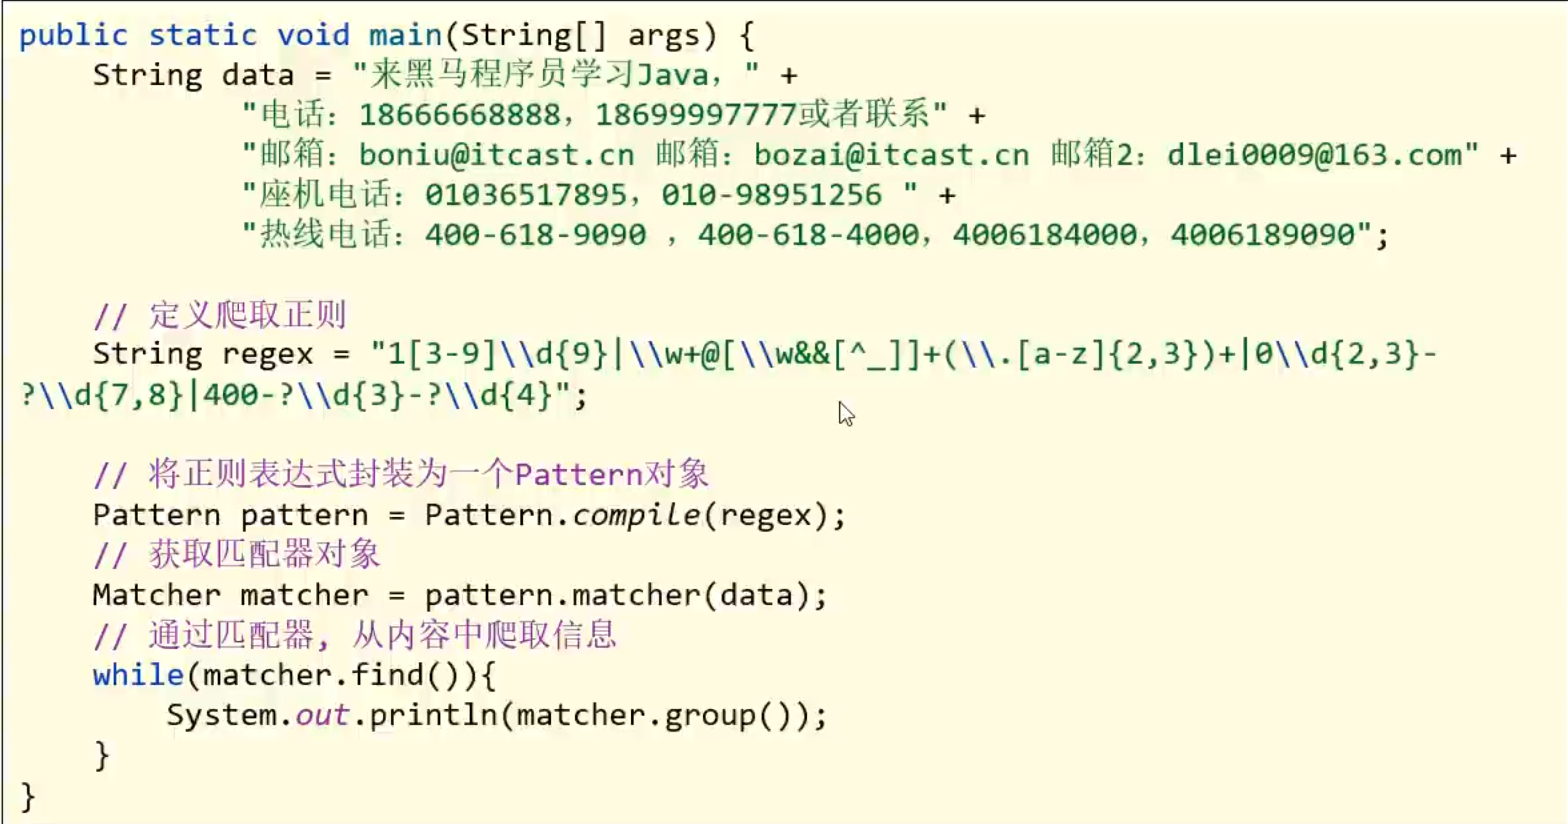 public static void main(String[] args) {
    String data = "来黑马程序员学习Java，" +
            "电话：18666668888，18699997777或者联系" +
            "邮箱：boniu@itcast.cn 邮箱：bozai@itcast.cn 邮箱2：dlei0009@163.com" +
            "座机电话：01036517895，010-98951256 " +
            "热线电话：400-618-9090 ，400-618-4000，4006184000，4006189090";
    // 定义爬取正则
    String regex = "1[3-9]\\d{9}|\\w+@[\\w&&[^_]]+(\\.[a-z]{2,3})+|0\\d{2,3}-
?\\d{7,8}|400-?\\d{3}-?\\d{4}";
    // 将正则表达式封装为一个Pattern对象
    Pattern pattern = Pattern.compile(regex);
    // 获取匹配器对象
    Matcher matcher = pattern.matcher(data);
    // 通过匹配器, 从内容中爬取信息
    while(matcher.find()){
        System.out.println(matcher.group());
    }
}